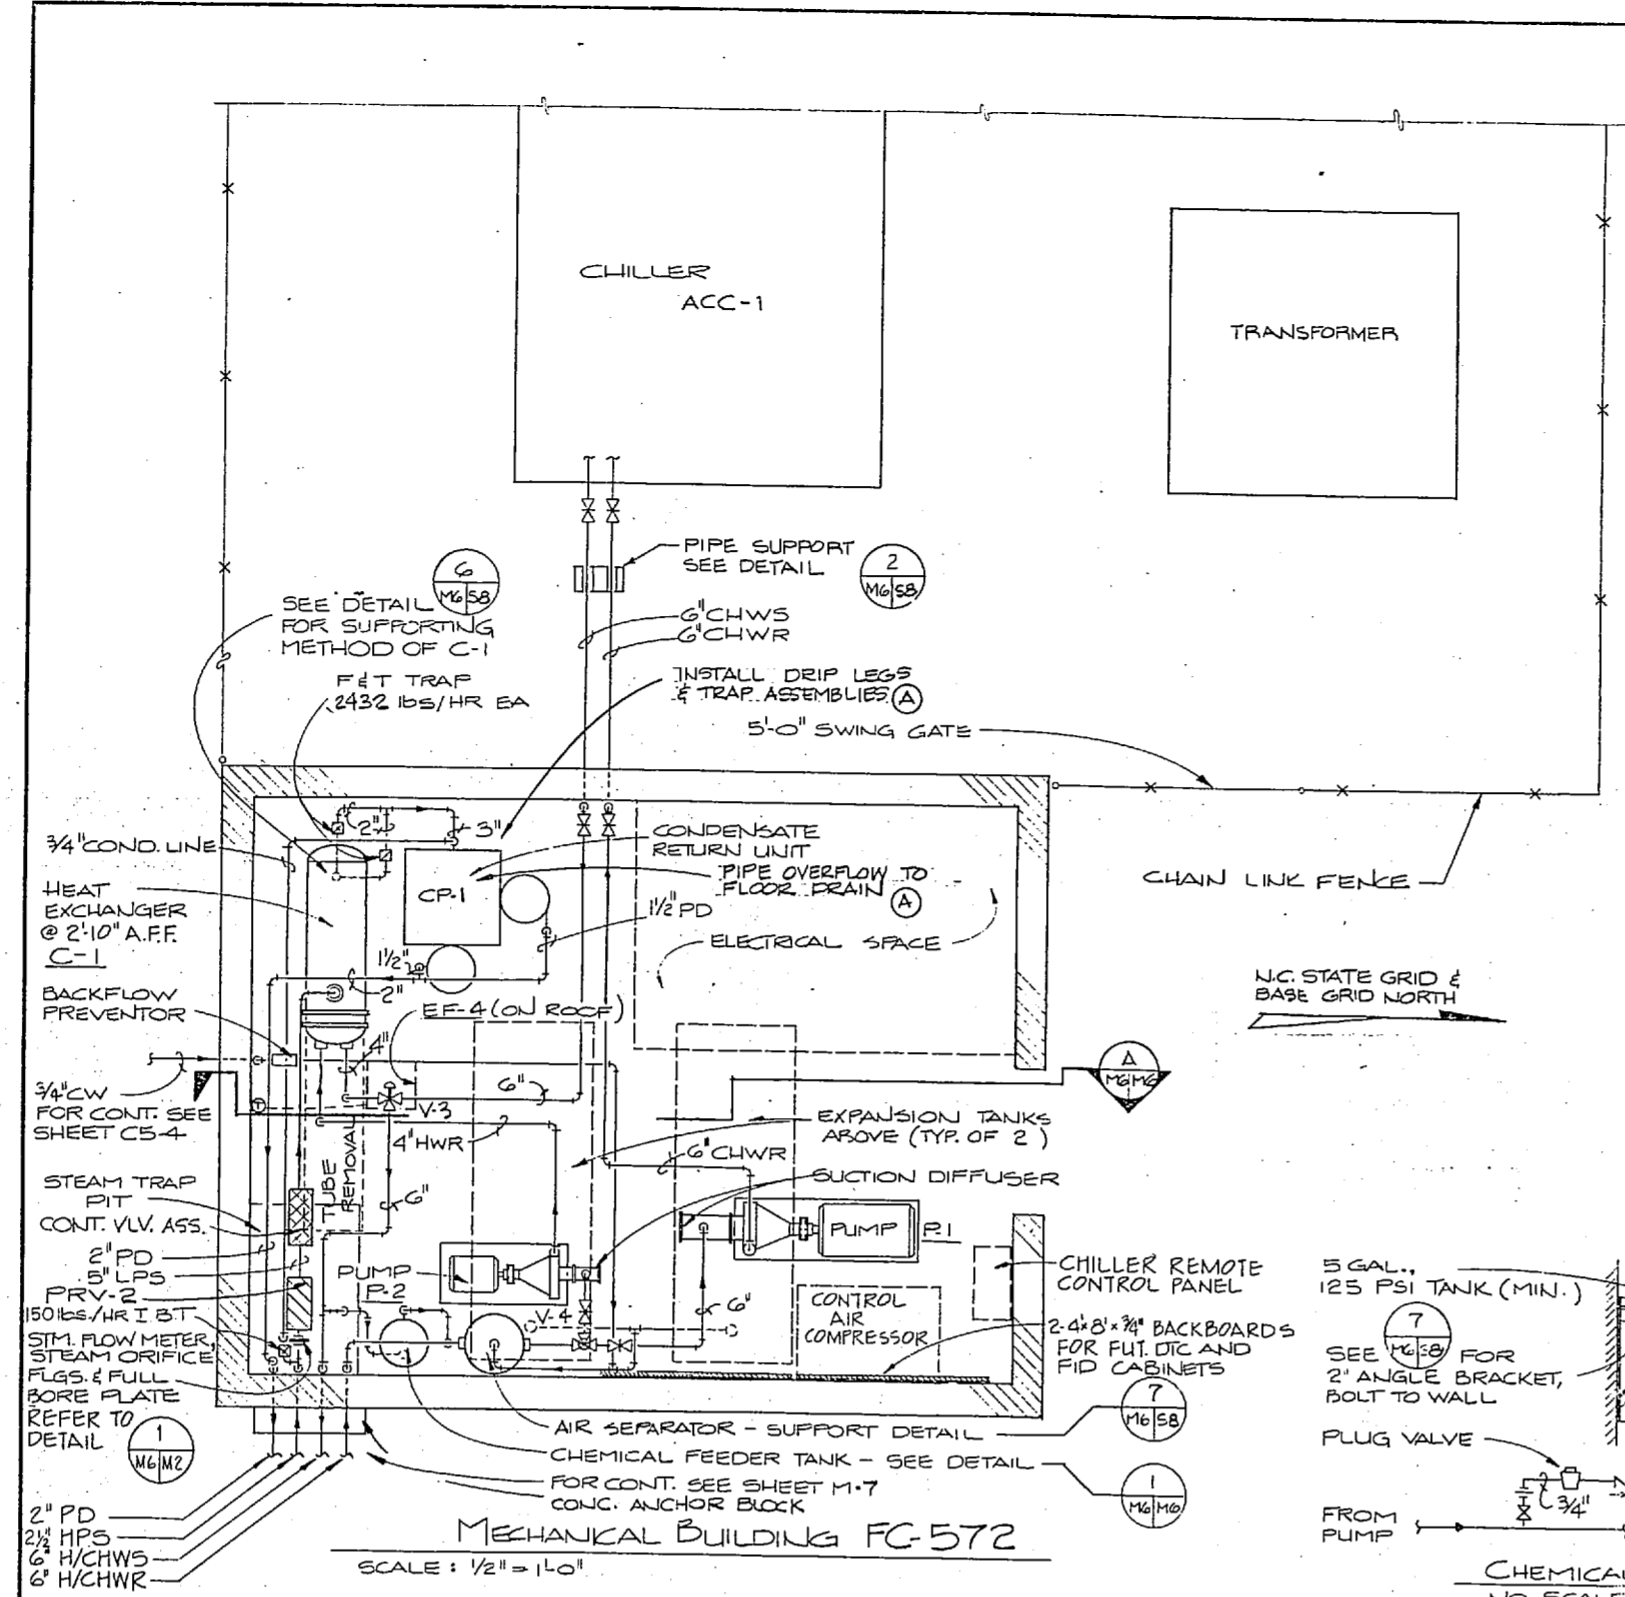 CHILLER
ACC-1
TRANSFORMER
PIPE SUPPORT
SEE DETAIL
2
M6 S8
6
M6 S8
SEE DETAIL
FOR SUPPORTING
METHOD OF C-1
6" CHWS
6" CHWR
F&T TRAP
2432 lbs/HR EA
INSTALL DRIP LEGS
& TRAP ASSEMBLIES A
5'-0" SWING GATE
2"
3"
3/4" COND. LINE
CONDENSATE
RETURN UNIT
PIPE OVERFLOW TO
FLOOR DRAIN A
CHAIN LINK FENCE
HEAT
EXCHANGER
@ 2'-10" A.F.F.
C-1
CP-1
1 1/2" PD
ELECTRICAL SPACE
1 1/2"
2"
N.C. STATE GRID &
BASE GRID NORTH
BACKFLOW
PREVENTOR
EF-4 (ON ROOF)
4"
6"
A
M6 M6
3/4" CW
FOR CONT. SEE
SHEET C5-4
V-3
4" HWR
EXPANSION TANKS
ABOVE (TYP. OF 2)
6" CHWR
TUBE
REMOVAL
SUCTION DIFFUSER
STEAM TRAP
PIT
CONT. VLV. ASS.
6"
PUMP
P-1
2" PD
5" LPS
PRV-2
150 lbs/HR I.B.T.
STM. FLOW METER,
STEAM ORIFICE
FLGS. & FULL
BORE PLATE
REFER TO
DETAIL
1
M6 M2
PUMP
P-2
V-4
6"
CONTROL
AIR
COMPRESSOR
CHILLER REMOTE
CONTROL PANEL
2-4'x8'x3/4" BACKBOARDS
FOR FUT. DTC AND
FID CABINETS
5 GAL.,
125 PSI TANK (MIN.)
7
M6 S8
SEE FOR
2" ANGLE BRACKET,
BOLT TO WALL
AIR SEPARATOR - SUPPORT DETAIL
7
M6 S8
CHEMICAL FEEDER TANK - SEE DETAIL
1
M6 M6
FOR CONT. SEE SHEET M-7
CONC. ANCHOR BLOCK
PLUG VALVE
3/4"
FROM
PUMP
2" PD
2 1/2" HPS
6" H/CHWS
6" H/CHWR
MECHANICAL BUILDING FC-572
SCALE: 1/2" = 1'-0"
CHEMICAL
NO SCALE